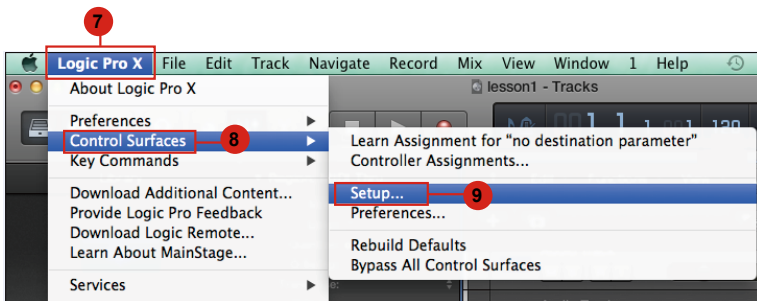 7
Logic Pro X File Edit Track Navigate Record Mix View Window 1 Help
About Logic Pro X
lesson1 - Tracks
Preferences
Control Surfaces
8
Key Commands
Download Additional Content...
Provide Logic Pro Feedback
Download Logic Remote...
Learn About MainStage...
Services
Learn Assignment for “no destination parameter”
Controller Assignments...
Setup...
9
Preferences...
Rebuild Defaults
Bypass All Control Surfaces